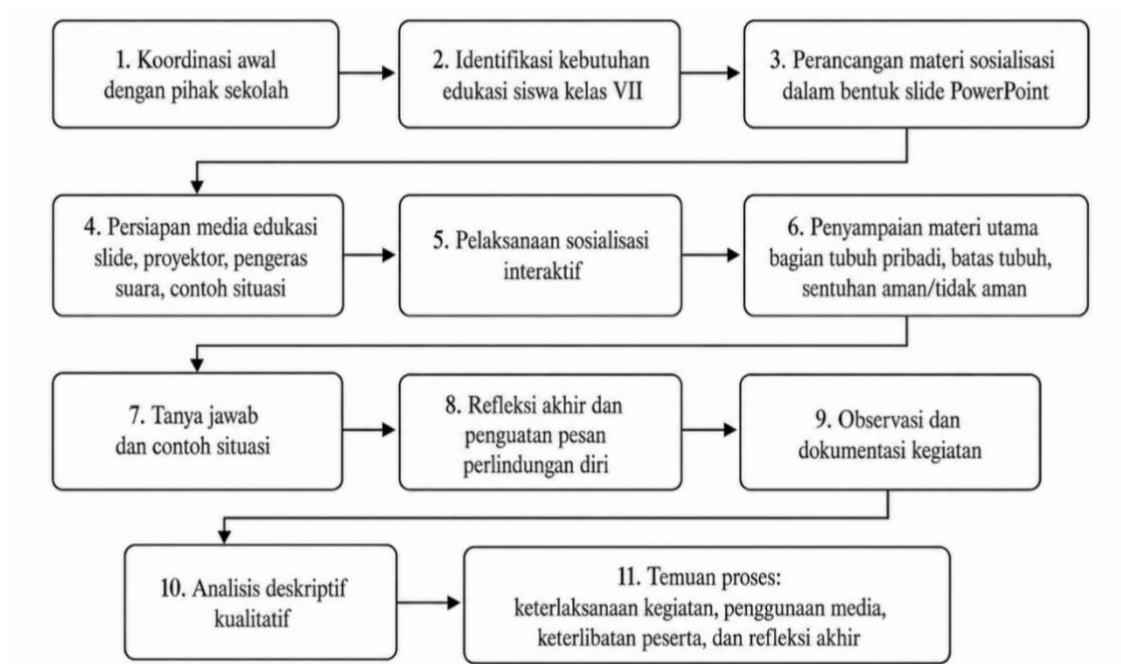 1. Koordinasi awal
dengan pihak sekolah
2. Identifikasi kebutuhan
edukasi siswa kelas VII
3. Perancangan materi sosialisasi
dalam bentuk slide PowerPoint
4. Persiapan media edukasi
slide, proyektor, pengeras
suara, contoh situasi
5. Pelaksanaan sosialisasi
interaktif
6. Penyampaian materi utama
bagian tubuh pribadi, batas tubuh,
sentuhan aman/tidak aman
7. Tanya jawab
dan contoh situasi
8. Refleksi akhir dan
penguatan pesan
perlindungan diri
9. Observasi dan
dokumentasi kegiatan
10. Analisis deskriptif
kualitatif
11. Temuan proses:
keterlaksanaan kegiatan, penggunaan media,
keterlibatan peserta, dan refleksi akhir